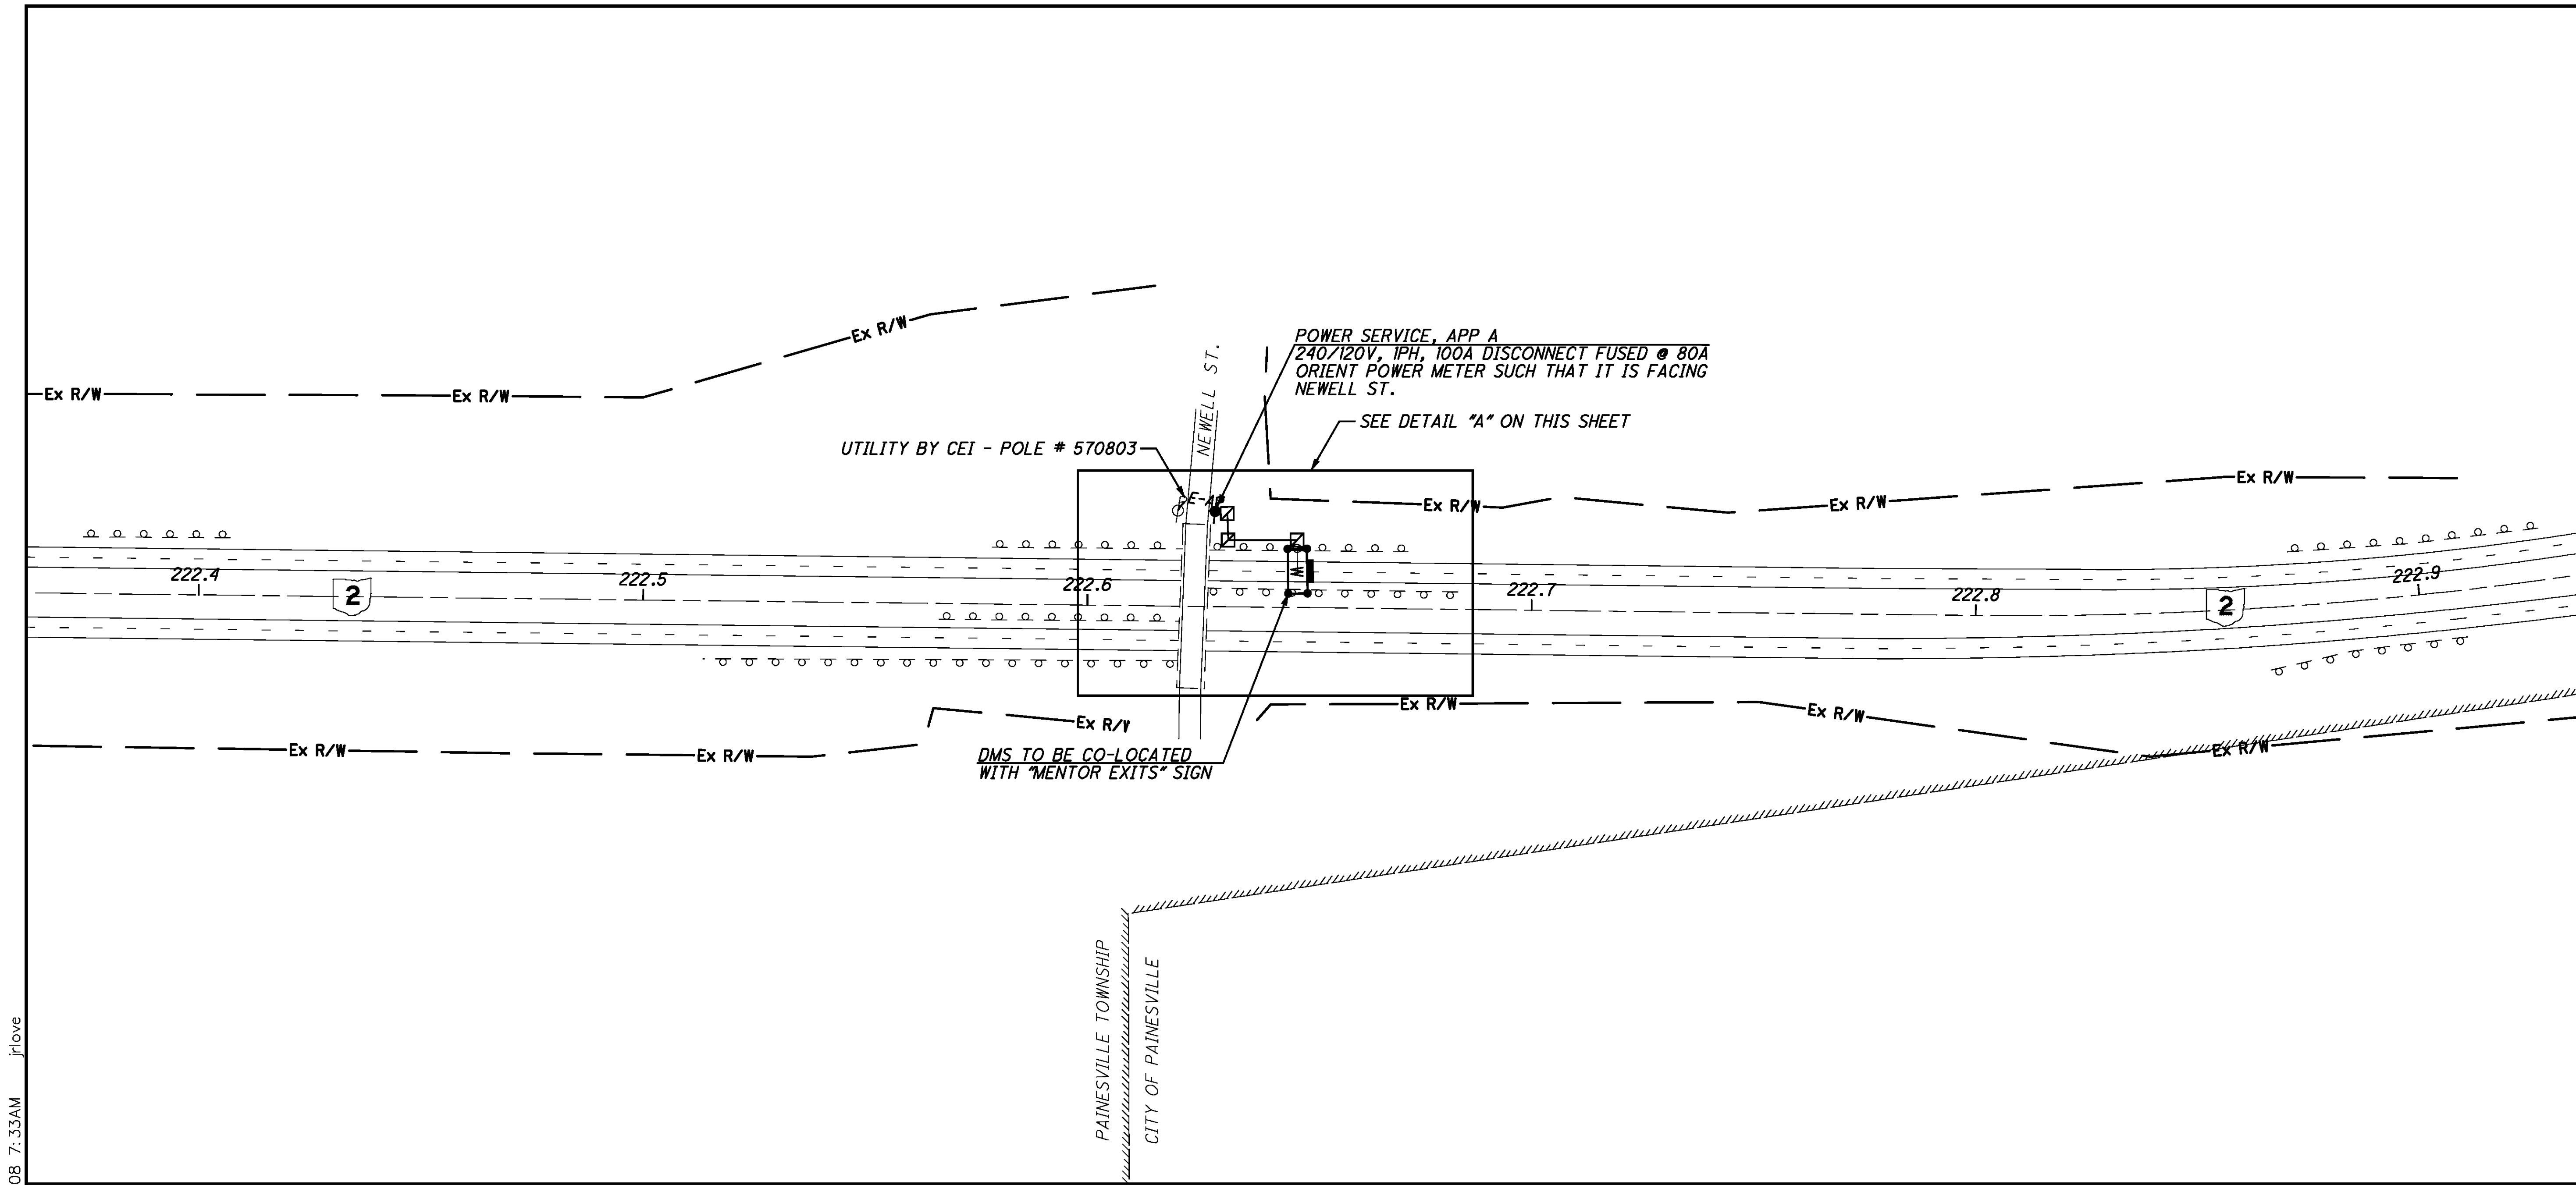 Ex R/W
Ex R/W
Ex R/W
NEWELL ST.
POWER SERVICE, APP A
240/120V, 1PH, 100A DISCONNECT FUSED @ 80A
ORIENT POWER METER SUCH THAT IT IS FACING
NEWELL ST.
SEE DETAIL "A" ON THIS SHEET
UTILITY BY CEI - POLE # 570803
Ex R/W
Ex R/W
Ex R/W
222.4
2
222.5
222.6
222.7
222.8
2
222.9
Ex R/W
Ex R/W
Ex R/W
Ex R/W
Ex R/W
Ex R/W
DMS TO BE CO-LOCATED
WITH "MENTOR EXITS" SIGN
PAINESVILLE TOWNSHIP
CITY OF PAINESVILLE
08 7:33AM jrlove